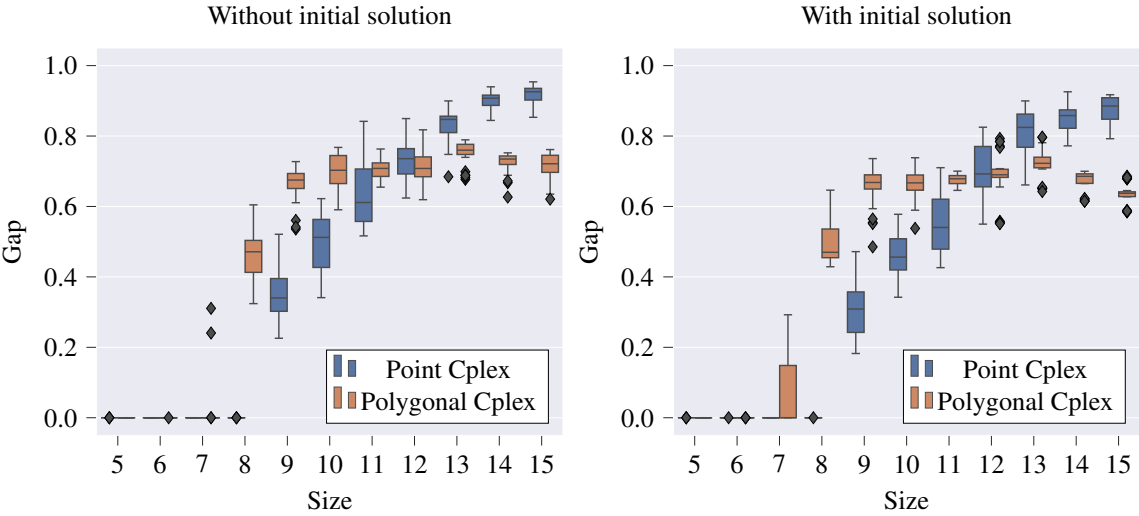 Without initial solution
Gap
1.0
0.8
0.6
0.4
0.2
0.0
5 6 7 8 9 10 11 12 13 14 15
Size
Point Cplex
Polygonal Cplex
With initial solution
Gap
1.0
0.8
0.6
0.4
0.2
0.0
5 6 7 8 9 10 11 12 13 14 15
Size
Point Cplex
Polygonal Cplex